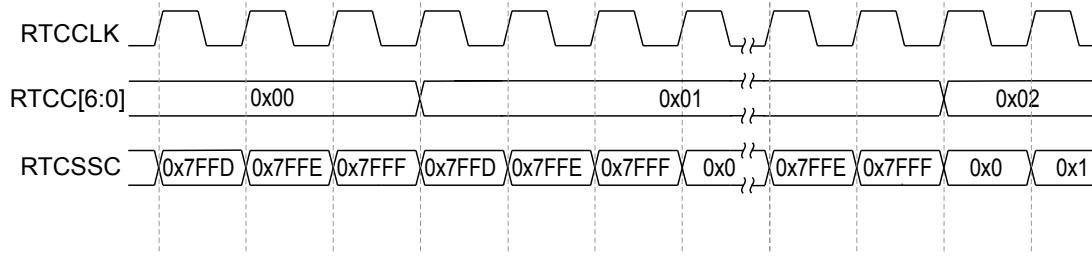 RTCCLK
RTCC[6:0] 0x00 0x01 0x02
RTCSSC 0x7FFD 0x7FFE 0x7FFF 0x7FFD 0x7FFE 0x7FFF 0x0 0x7FFE 0x7FFF 0x0 0x1